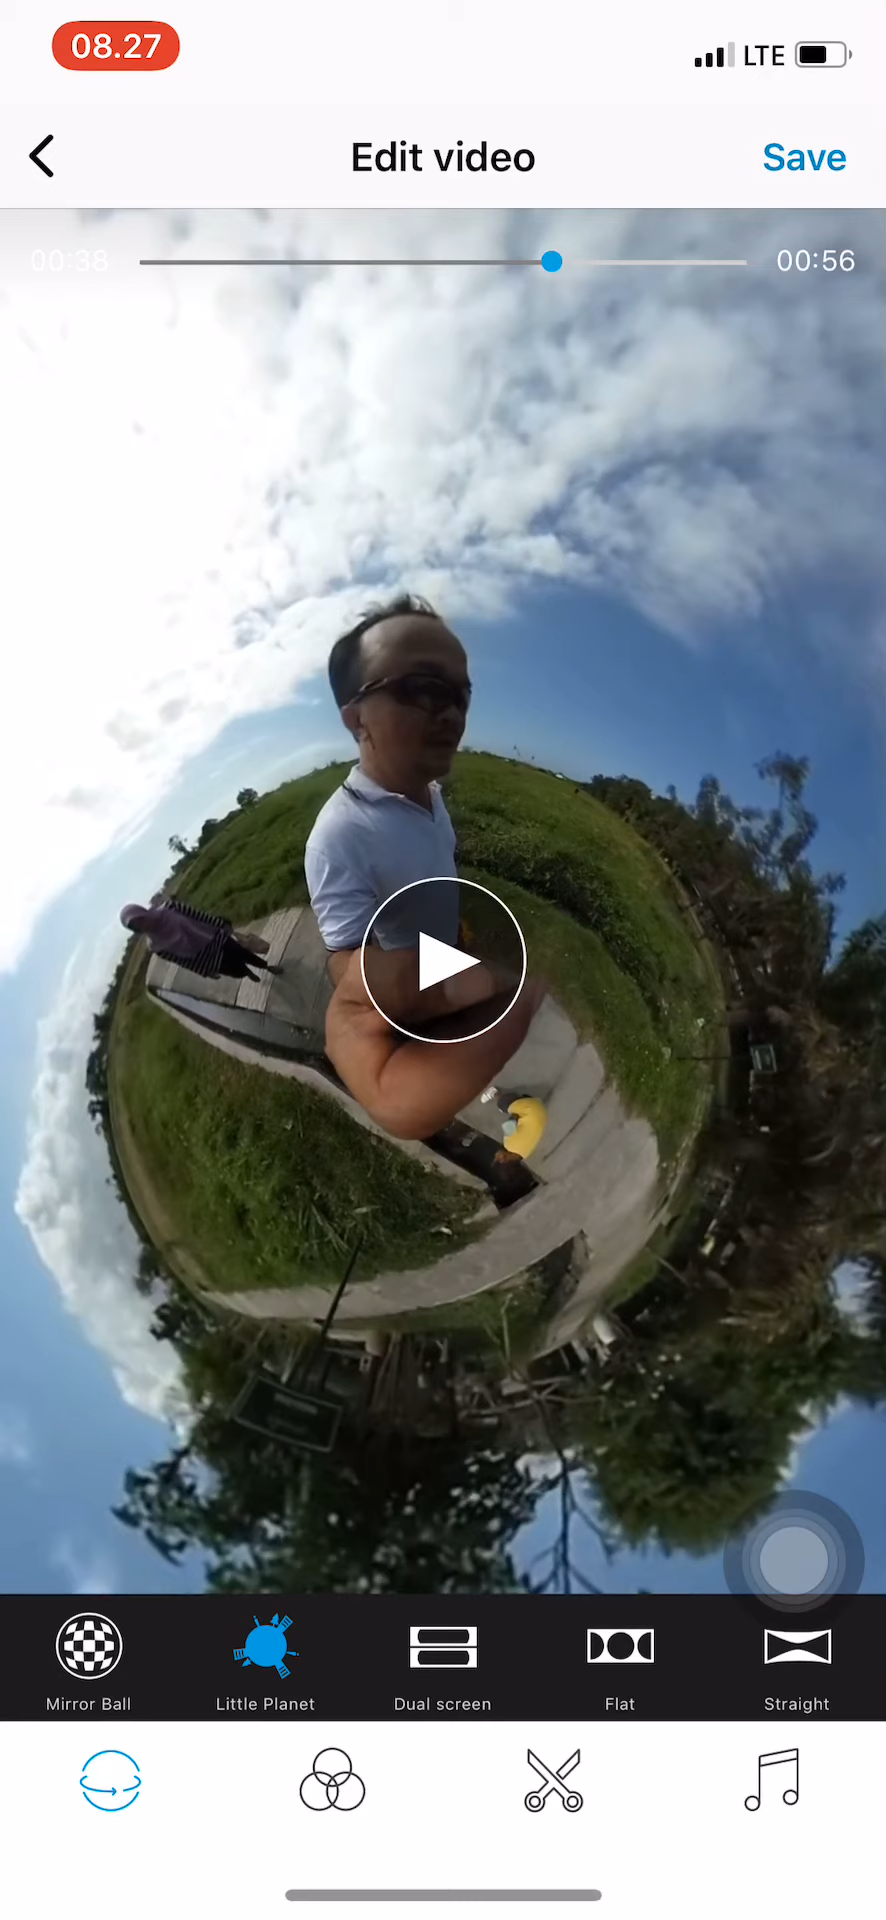 08.27
LTE
Edit video
Save
00:38
00:56
Mirror Ball
Little Planet
Dual screen
Flat
Straight